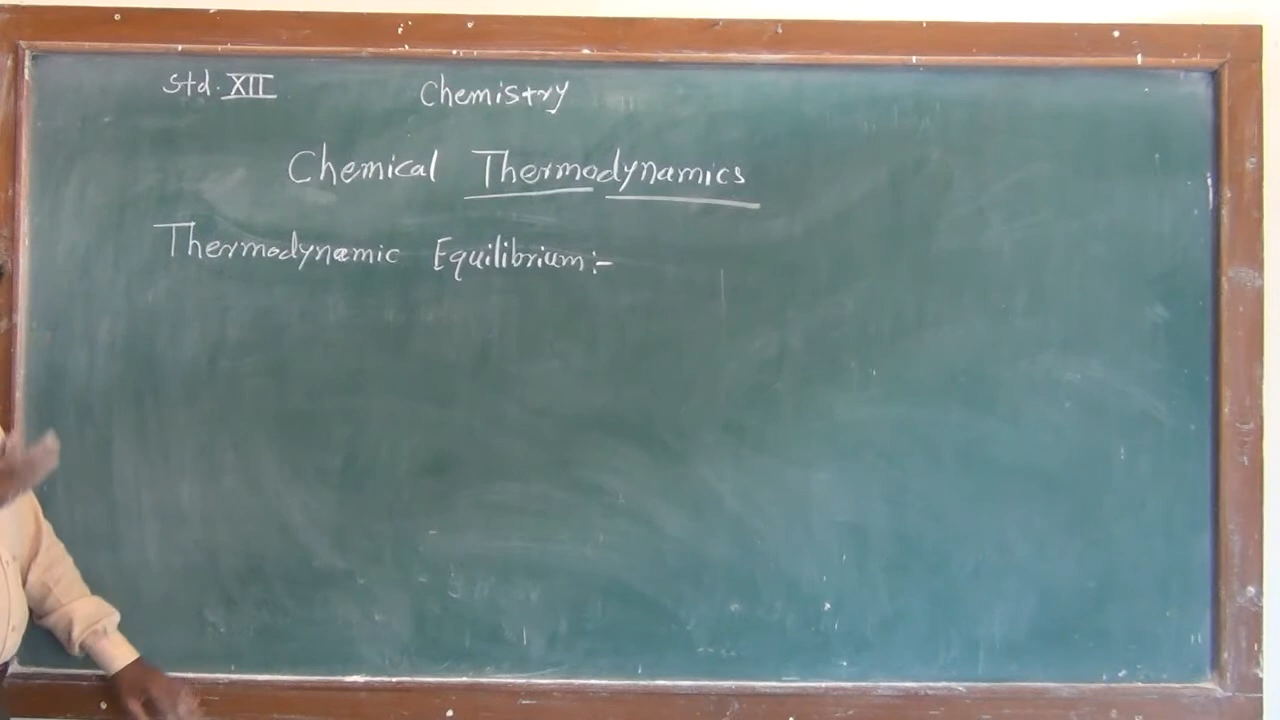 Std. XII Chemistry
Chemical Thermodynamics
Thermodynamic Equilibrium:-